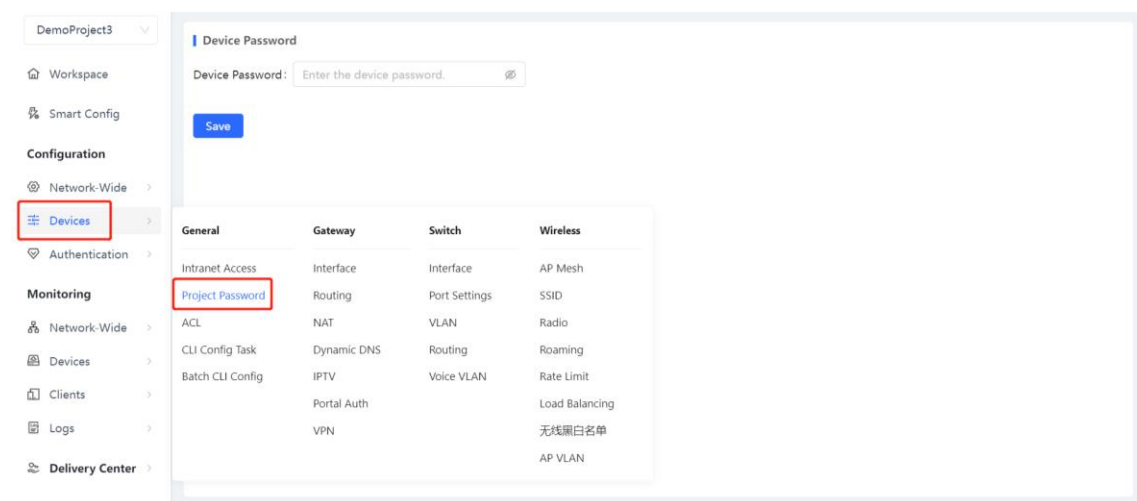 DemoProject3
Workspace
Smart Config
Configuration
Network-Wide
Devices
Authentication
Monitoring
Network-Wide
Devices
Clients
Logs
Delivery Center
Device Password
Device Password: Enter the device password.
Save
General
Intranet Access
Project Password
ACL
CLI Config Task
Batch CLI Config
Gateway
Interface
Routing
NAT
Dynamic DNS
IPTV
Portal Auth
VPN
Switch
Interface
Port Settings
VLAN
Routing
Voice VLAN
Wireless
AP Mesh
SSID
Radio
Roaming
Rate Limit
Load Balancing
无线黑白名单
AP VLAN